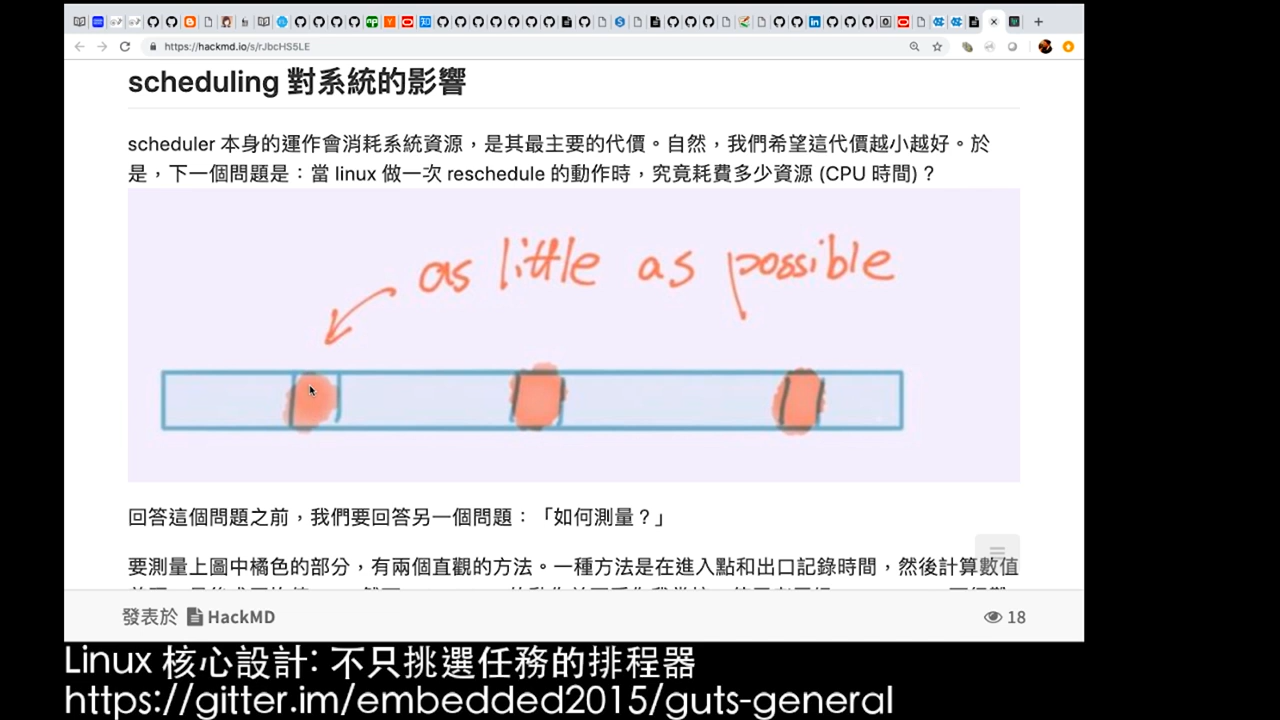 https://hackmd.io/s/rJbcHS5LE
scheduling 對系統的影響
scheduler 本身的運作會消耗系統資源，是其最主要的代價。自然，我們希望這代價越小越好。於
是，下一個問題是：當 linux 做一次 reschedule 的動作時，究竟耗費多少資源 (CPU 時間)？
as little as possible
回答這個問題之前，我們要回答另一個問題：「如何測量？」
要測量上圖中橘色的部分，有兩個直觀的方法。一種方法是在進入點和出口記錄時間，然後計算數值
發表於 HackMD
18
Linux 核心設計: 不只挑選任務的排程器
https://gitter.im/embedded2015/guts-general